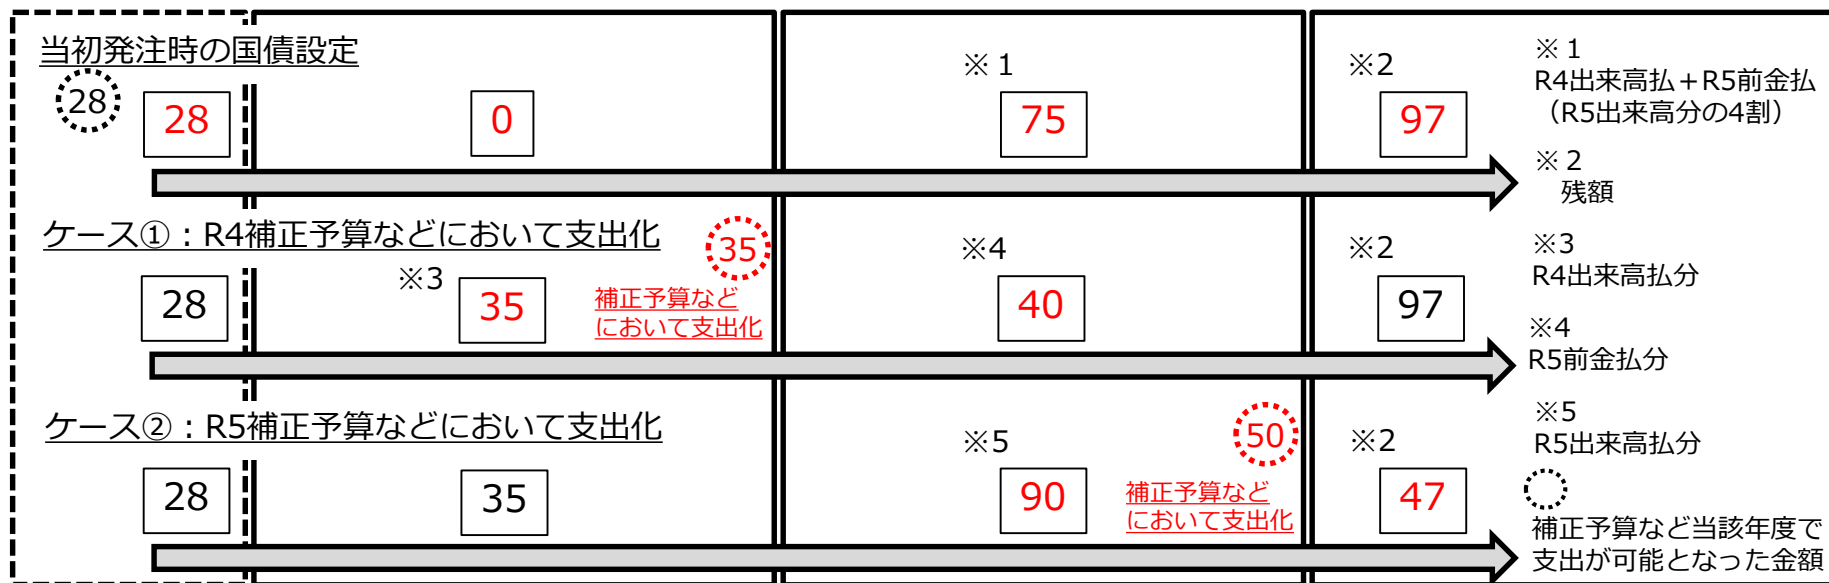 当初発注時の国債設定
28
28
0
※1
75
※2
97
ケース①：R4補正予算などにおいて支出化
35
28
※3
35
補正予算など
において支出化
※4
40
※2
97
ケース②：R5補正予算などにおいて支出化
50
28
35
※5
90
補正予算など
において支出化
※2
47
※1
R4出来高払＋R5前金払
（R5出来高分の4割）
※2
残額
※3
R4出来高払分
※4
R5前金払分
※5
R5出来高払分
補正予算など当該年度で
支出が可能となった金額